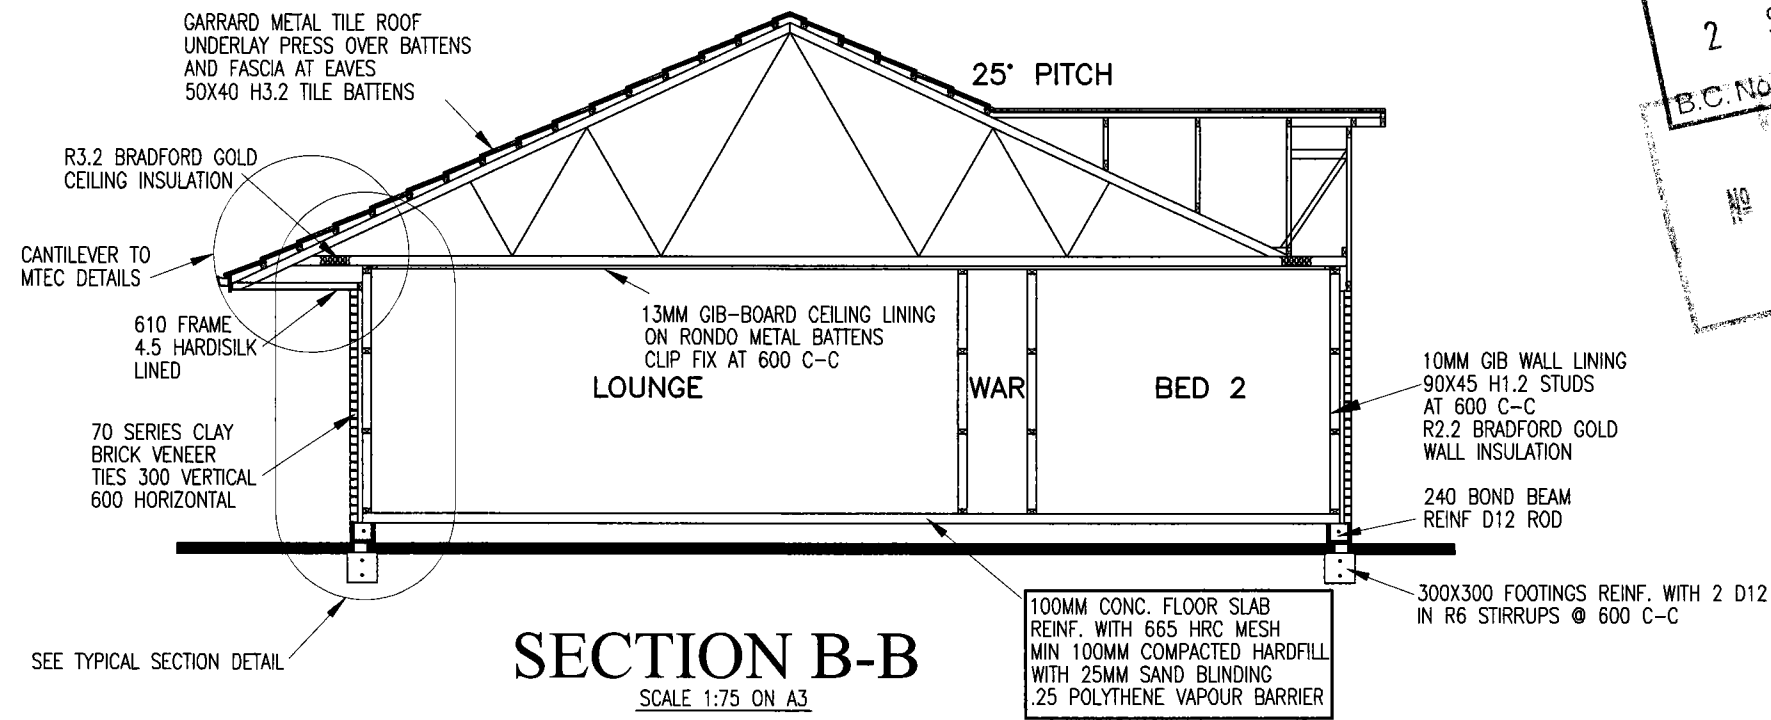 GARRARD METAL TILE ROOF
UNDERLAY PRESS OVER BATTENS
AND FASCIA AT EAVES
50X40 H3.2 TILE BATTENS
25° PITCH
2
B.C. No
No
R3.2 BRADFORD GOLD
CEILING INSULATION
CANTILEVER TO
MTEC DETAILS
610 FRAME
4.5 HARDISILK
LINED
13MM GIB-BOARD CEILING LINING
ON RONDO METAL BATTENS
CLIP FIX AT 600 C-C
LOUNGE
WAR
BED 2
10MM GIB WALL LINING
90X45 H1.2 STUDS
AT 600 C-C
R2.2 BRADFORD GOLD
WALL INSULATION
70 SERIES CLAY
BRICK VENEER
TIES 300 VERTICAL
600 HORIZONTAL
240 BOND BEAM
REINF D12 ROD
300X300 FOOTINGS REINF. WITH 2 D12
IN R6 STIRRUPS @ 600 C-C
100MM CONC. FLOOR SLAB
REINF. WITH 665 HRC MESH
MIN 100MM COMPACTED HARDFILL
WITH 25MM SAND BLINDING
.25 POLYTHENE VAPOUR BARRIER
SEE TYPICAL SECTION DETAIL
SECTION B-B
SCALE 1:75 ON A3